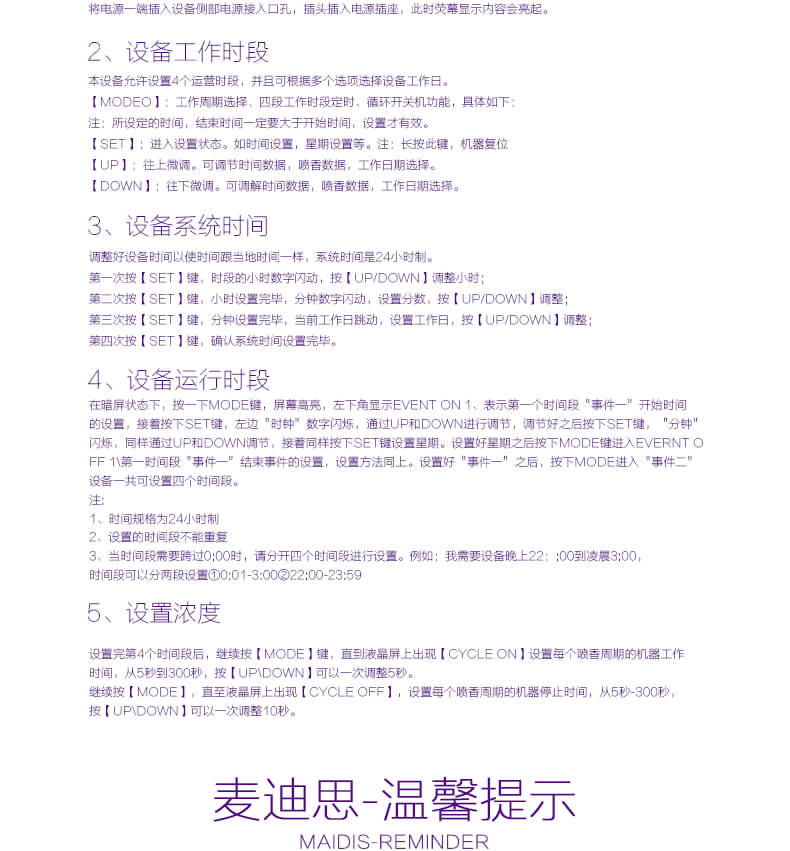 将电源一端插入设备侧部电源接入口孔，插头插入电源插座，此时荧幕显示内容会亮起。
2、设备工作时段
本设备允许设置4个运营时段，并且可根据多个选项选择设备工作日。
【MODEO】：工作周期选择、四段工作时段定时、循环开关机功能，具体如下：
注：所设定的时间，结束时间一定要大于开始时间，设置才有效。
【SET】；进入设置状态。如时间设置，星期设置等。注；长按此键，机器复位
【UP】；往上微调。可调节时间数据，喷香数据，工作日期选择。
【DOWN】；往下微调。可调解时间数据，喷香数据，工作日期选择。
3、设备系统时间
调整好设备时间以使时间跟当地时间一样，系统时间是24小时制。
第一次按【SET】键，时段的小时数字闪动，按【UP/DOWN】调整小时；
第二次按【SET】键，小时设置完毕，分钟数字闪动，设置分数，按【UP/DOWN】调整；
第三次按【SET】键，分钟设置完毕，当前工作日跳动，设置工作日，按【UP/DOWN】调整；
第四次按【SET】键，确认系统时间设置完毕。
4、设备运行时段
在暗屏状态下，按一下MODE键，屏幕高亮，左下角显示EVENT ON 1、表示第一个时间段“事件一”开始时间
的设置，接着按下SET键，左边“时钟”数字闪烁，通过UP和DOWN进行调节，调节好之后按下SET键，“分钟”
闪烁，同样通过UP和DOWN调节，接着同样按下SET键设置星期。设置好星期之后按下MODE键进入EVERNT O
FF 1\第一时间段“事件一”结束事件的设置，设置方法同上。设置好“事件一”之后，按下MODE进入“事件二”
设备一共可设置四个时间段。
注:
1、时间规格为24小时制
2、设置的时间段不能重复
3、当时间段需要跨过0;00时，请分开四个时间段进行设置。例如；我需要设备晚上22：;00到凌晨3;00，
时间段可以分两段设置①0:01-3:00②22;00-23:59
5、设置浓度
设置完第4个时间段后，继续按【MODE】键，直到液晶屏上出现【CYCLE ON】设置每个喷香周期的机器工作
时间，从5秒到300秒，按【UP\DOWN】可以一次调整5秒。
继续按【MODE】，直至液晶屏上出现【CYCLE OFF】，设置每个喷香周期的机器停止时间，从5秒-300秒，
按【UP\DOWN】可以一次调整10秒。
麦迪思-温馨提示
MAIDIS-REMINDER